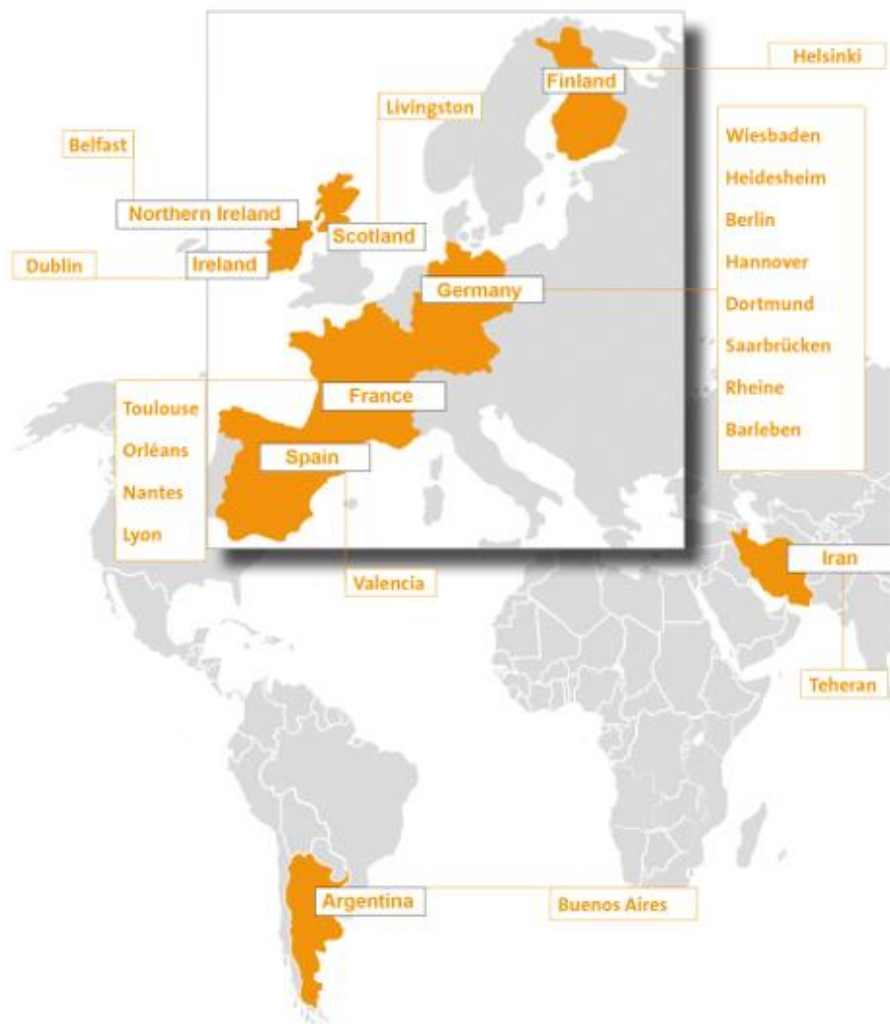 Helsinki
Finland
Livingston
Belfast
Wiesbaden
Heidesheim
Berlin
Hannover
Dortmund
Saarbrücken
Rheine
Barleben
Northern Ireland
Scotland
Dublin
Ireland
Germany
France
Toulouse
Orléans
Nantes
Lyon
Spain
Valencia
Iran
Teheran
Argentina
Buenos Aires